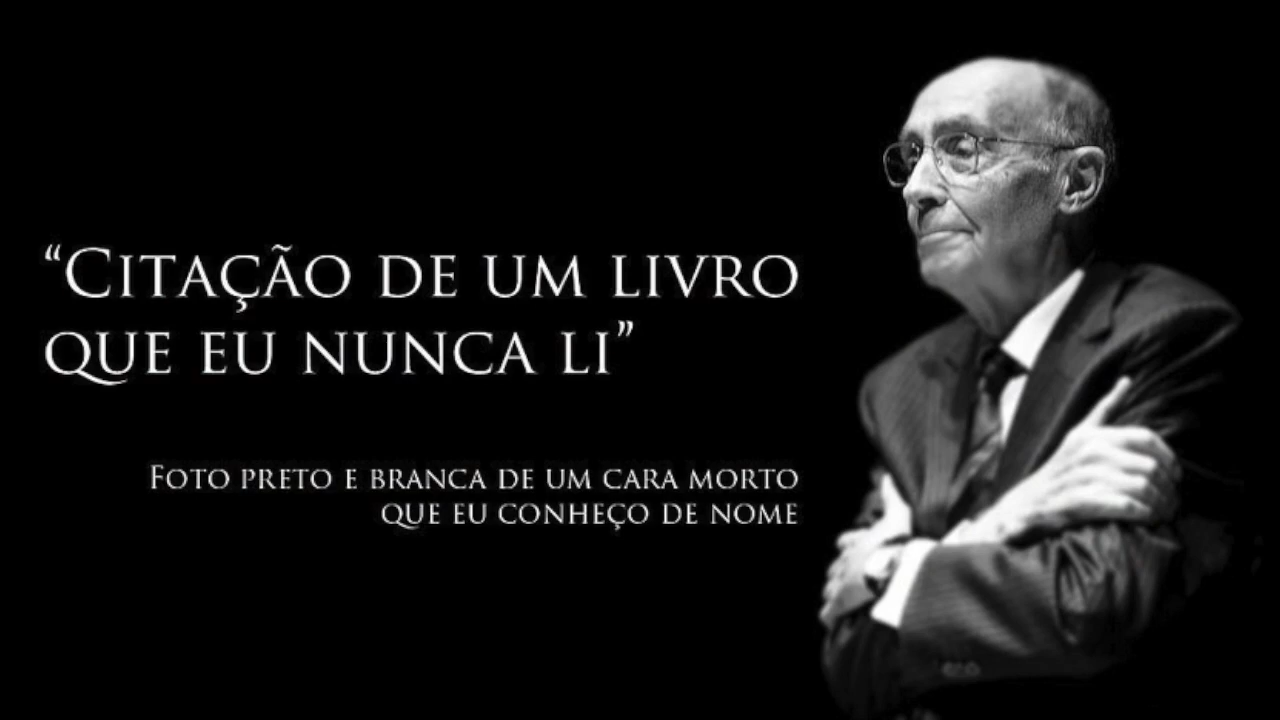 “Citação de um livro
que eu nunca li”
Foto preto e branca de um cara morto
que eu conheço de nome